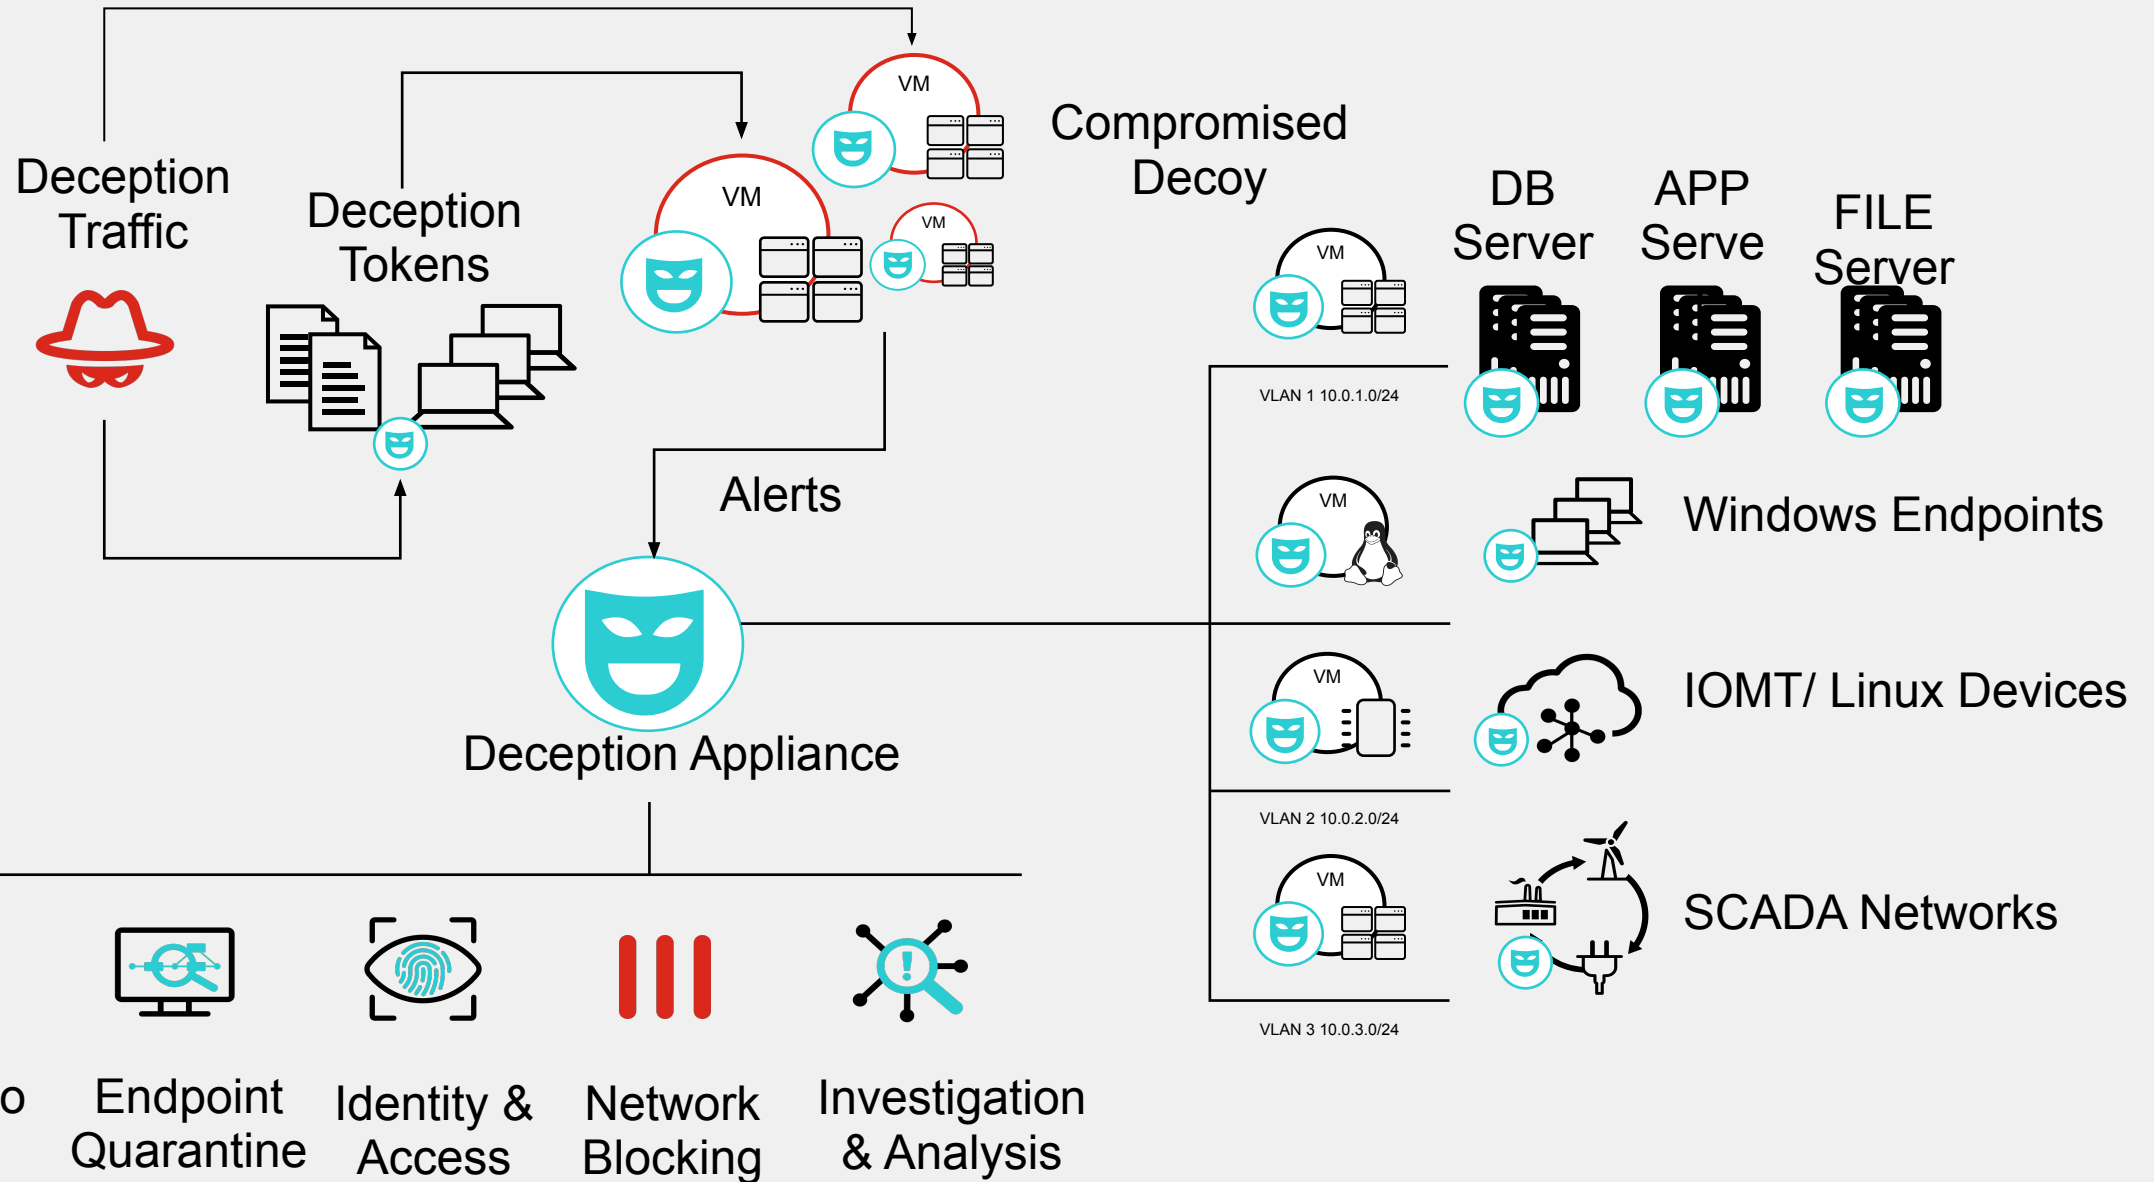 VM
Compromised
Decoy
Deception
Traffic
Deception
Tokens
VM
VM
DB
Server
APP
Serve
FILE
Server
VM
VLAN 1 10.0.1.0/24
Alerts
VM
Windows Endpoints
Deception Appliance
VM
IOMT/ Linux Devices
VLAN 2 10.0.2.0/24
VM
SCADA Networks
VLAN 3 10.0.3.0/24
o
Endpoint
Quarantine
Identity &
Access
Network
Blocking
Investigation
& Analysis